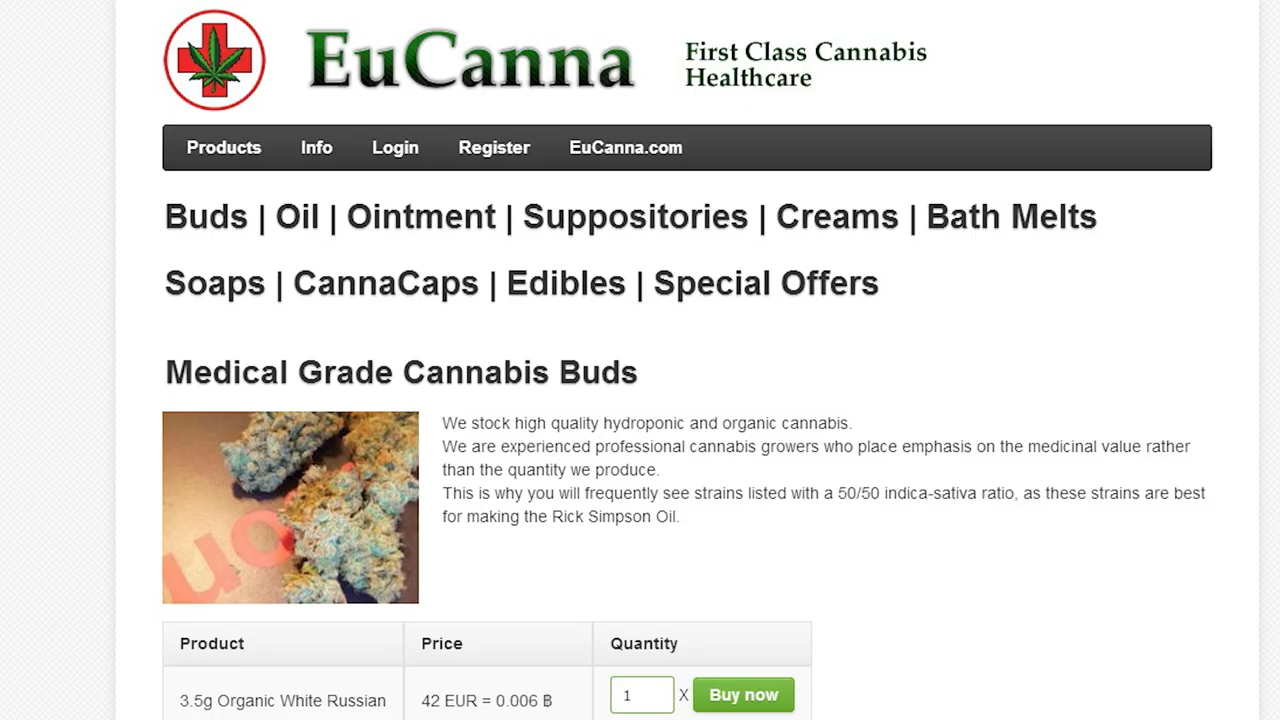 EuCanna
First Class Cannabis
Healthcare
Products Info Login Register EuCanna.com
Buds | Oil | Ointment | Suppositories | Creams | Bath Melts
Soaps | CannaCaps | Edibles | Special Offers
Medical Grade Cannabis Buds
We stock high quality hydroponic and organic cannabis.
We are experienced professional cannabis growers who place emphasis on the medicinal value rather
than the quantity we produce.
This is why you will frequently see strains listed with a 50/50 indica-sativa ratio, as these strains are best
for making the Rick Simpson Oil.
Product Price Quantity
3.5g Organic White Russian 42 EUR = 0.006 ฿ 1 X Buy now